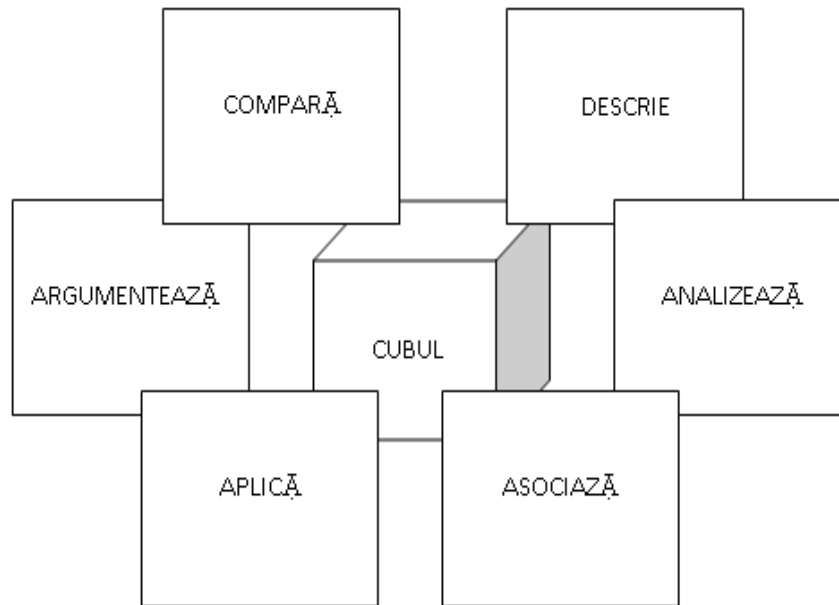 COMPARĂ
DESCRIE
ARGUMENTEAZĂ
ANALIZEAZĂ
CUBUL
APLICĂ
ASOCIAZĂ